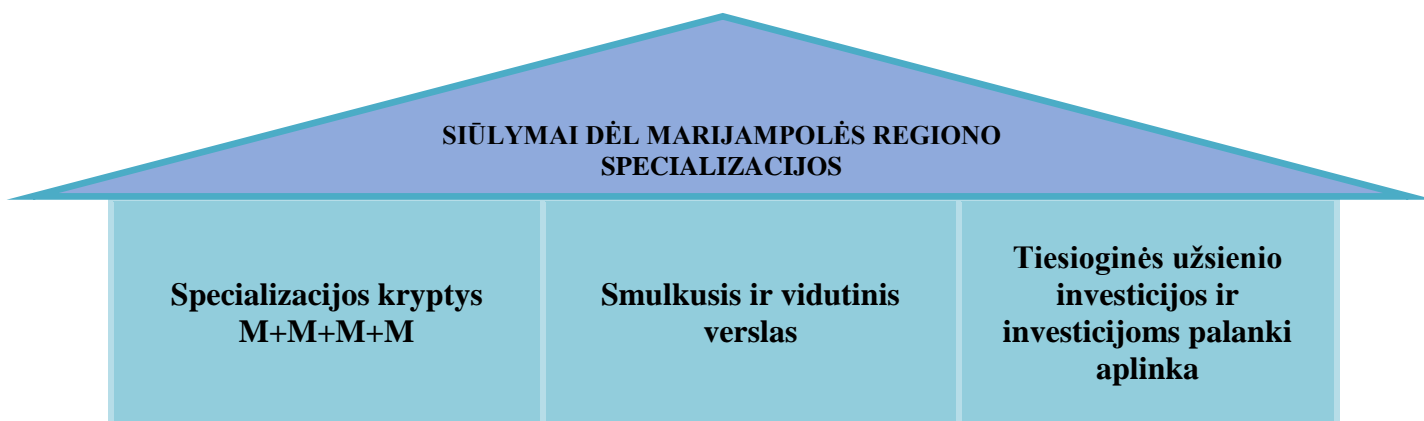 SIŪLYMAI DĖL MARIJAMPOLĖS REGIONO
SPECIALIZACIJOS
Specializacijos kryptys
M+M+M+M
Smulkusis ir vidutinis
verslas
Tiesioginės užsienio
investicijos ir
investicijoms palanki
aplinka